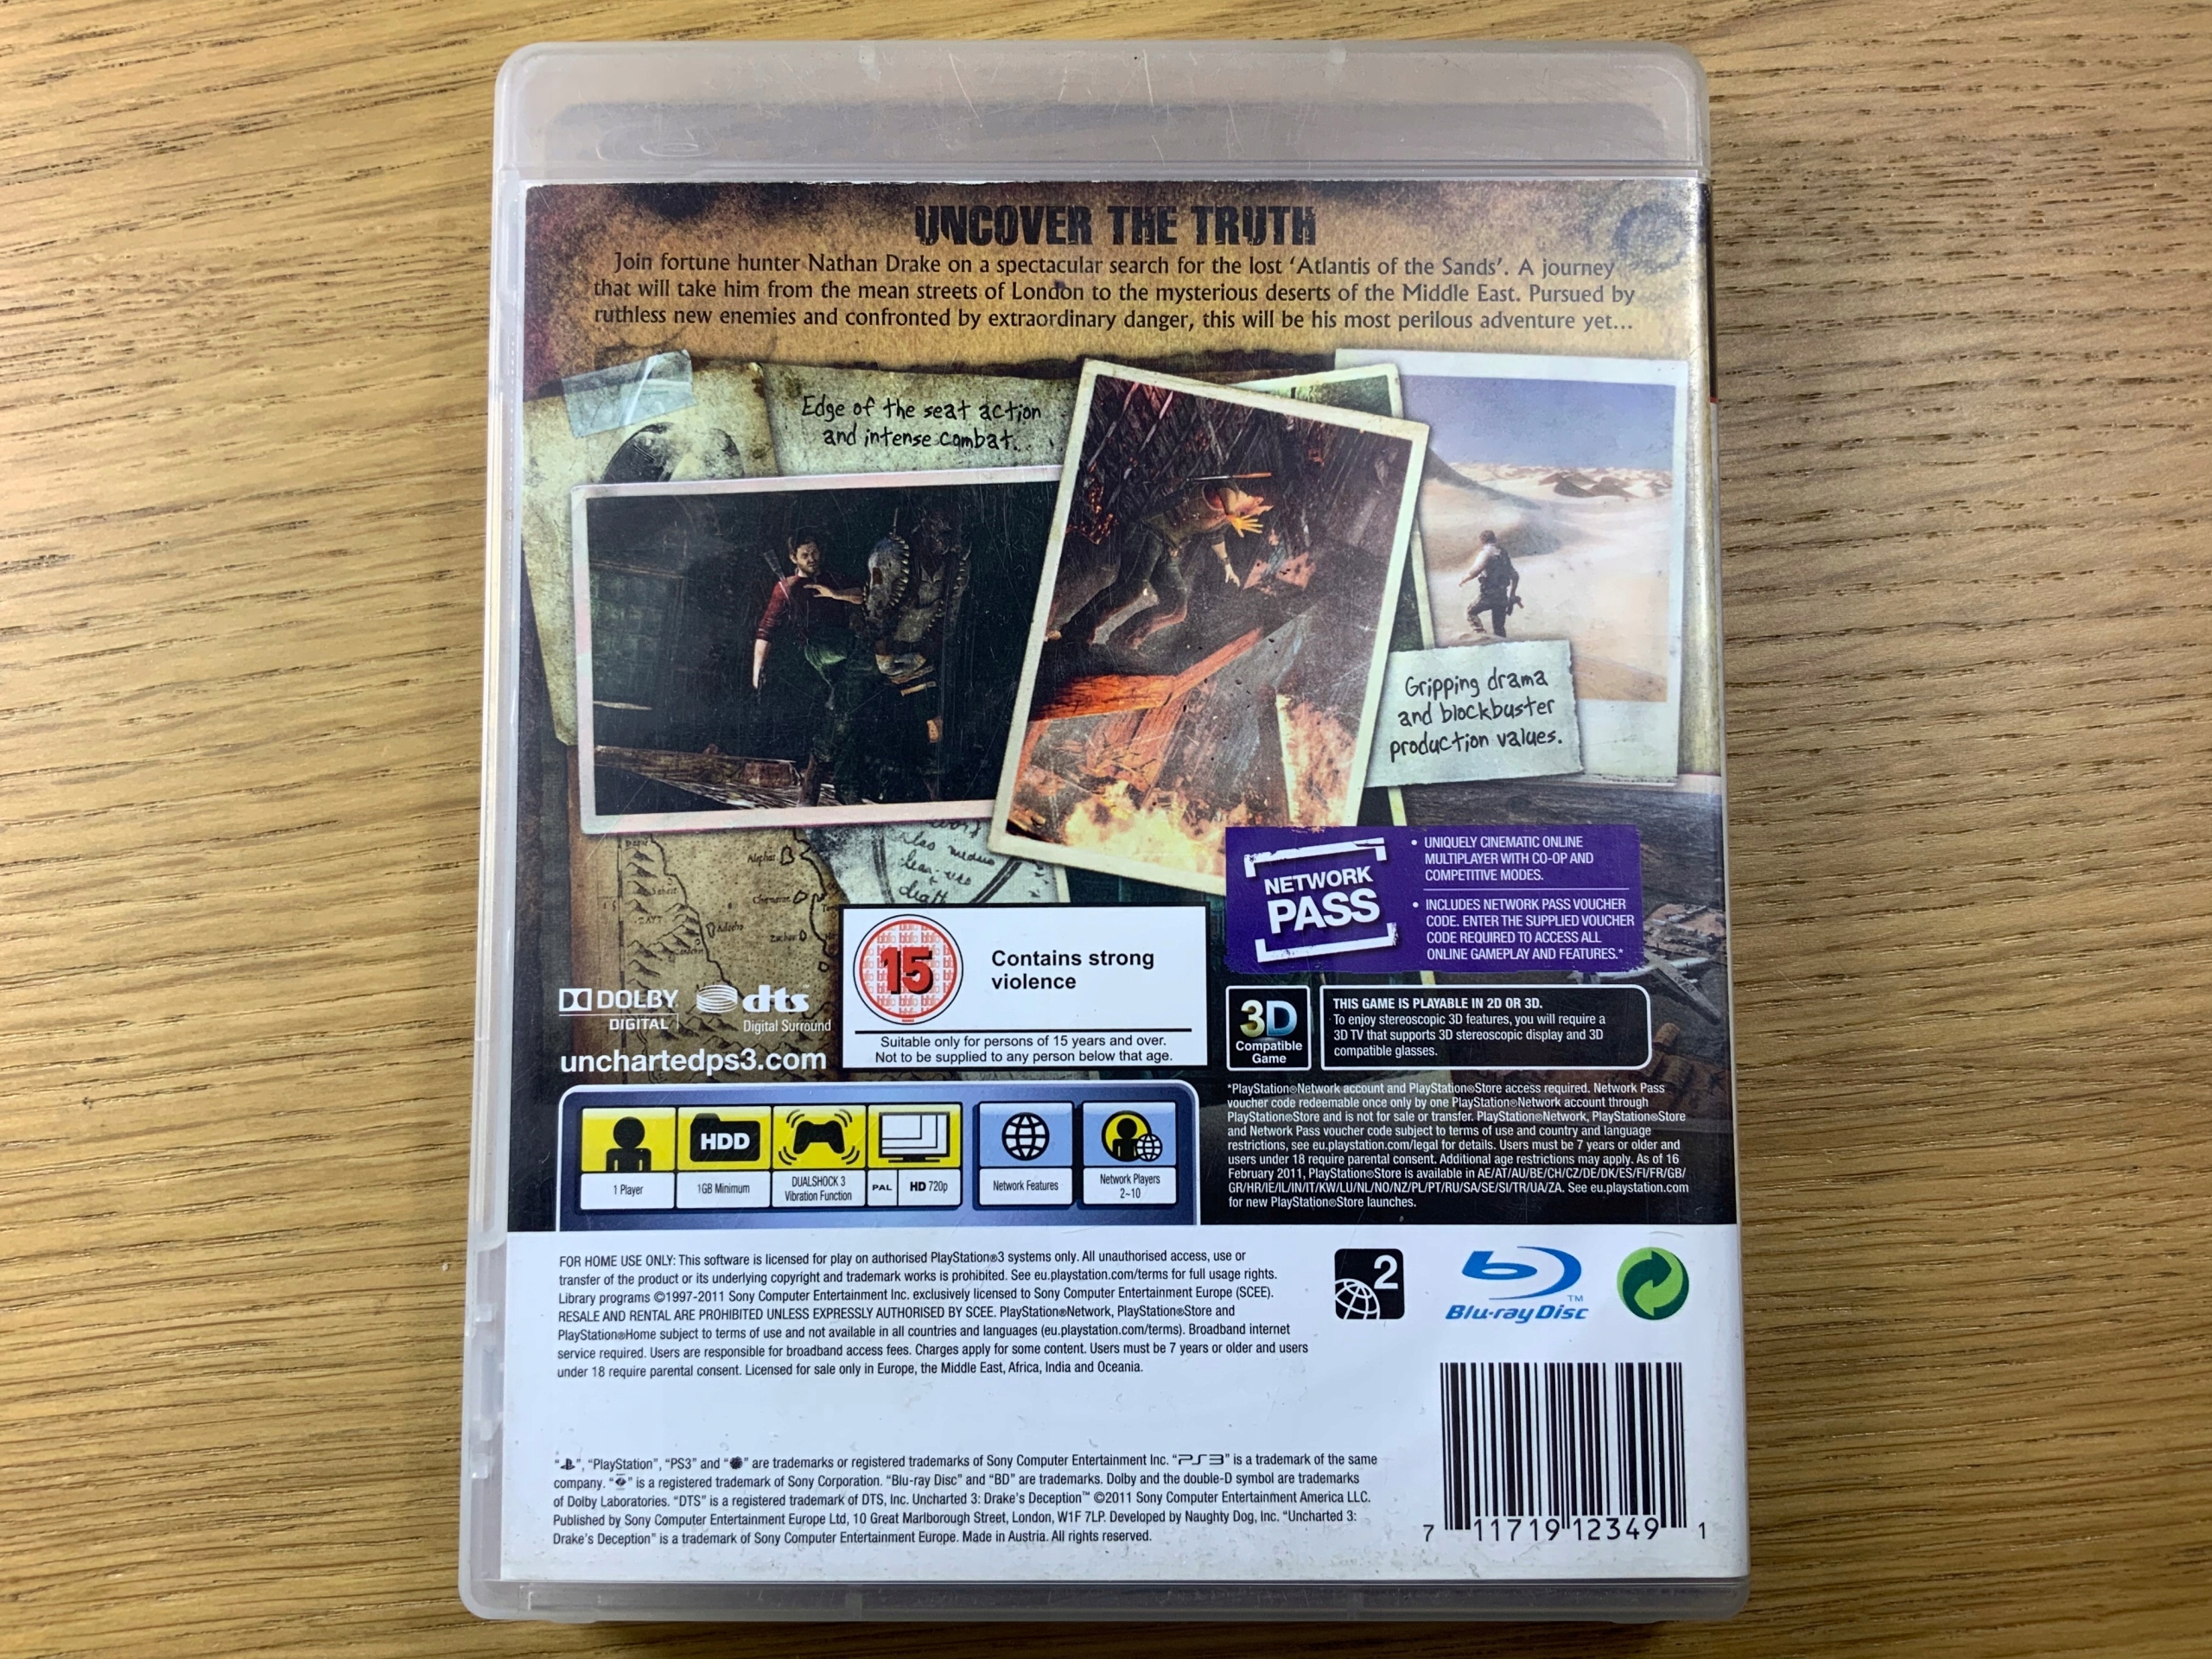 UNCOVER THE TRUTH
Join fortune hunter Nathan Drake on a spectacular search for the lost ‘Atlantis of the Sands’. A journey
that will take him from the mean streets of London to the mysterious deserts of the Middle East. Pursued by
ruthless new enemies and confronted by extraordinary danger, this will be his most perilous adventure yet...
Edge of the seat action
and intense combat...
Gripping drama
and blockbuster
production values.
NETWORK
PASS
• UNIQUELY CINEMATIC ONLINE
MULTIPLAYER WITH CO-OP AND
COMPETITIVE MODES.
• INCLUDES NETWORK PASS VOUCHER
CODE. ENTER THE SUPPLIED VOUCHER
CODE REQUIRED TO ACCESS ALL
ONLINE GAMEPLAY AND FEATURES.*
death
DOLBY
DIGITAL
dts
Digital Surround
unchartedps3.com
15
Contains strong
violence
Suitable only for persons of 15 years and over.
Not to be supplied to any person below that age.
3D
Compatible
Game
THIS GAME IS PLAYABLE IN 2D OR 3D.
To enjoy stereoscopic 3D features, you will require a
3D TV that supports 3D stereoscopic display and 3D
compatible glasses.
*PlayStation®Network account and PlayStation®Store access required. Network Pass
voucher code redeemable once only by one PlayStation®Network account through
PlayStation®Store and is not for sale or transfer. PlayStation®Network, PlayStation®Store
and Network Pass voucher code subject to terms of use and country and language
restrictions, see eu.playstation.com/legal for details. Users must be 7 years or older and
users under 18 require parental consent. Additional age restrictions may apply. As of 16
February 2011, PlayStation®Store is available in AE/AT/AU/BE/CH/CZ/DE/DK/ES/FI/FR/GB/
GR/HR/IE/IL/IN/IT/KW/LU/NL/NO/NZ/PL/PT/RU/SA/SE/SI/TR/UA/ZA. See eu.playstation.com
for new PlayStation®Store launches.
HDD
1 Player
1GB Minimum
DUALSHOCK 3
Vibration Function
PAL
HD 720p
Network Features
Network Players
2~10
FOR HOME USE ONLY: This software is licensed for play on authorised PlayStation®3 systems only. All unauthorised access, use or
transfer of the product or its underlying copyright and trademark works is prohibited. See eu.playstation.com/terms for full usage rights.
Library programs ©1997-2011 Sony Computer Entertainment Inc. exclusively licensed to Sony Computer Entertainment Europe (SCEE).
RESALE AND RENTAL ARE PROHIBITED UNLESS EXPRESSLY AUTHORISED BY SCEE. PlayStation®Network, PlayStation®Store and
PlayStation®Home subject to terms of use and not available in all countries and languages (eu.playstation.com/terms). Broadband internet
service required. Users are responsible for broadband access fees. Charges apply for some content. Users must be 7 years or older and users
under 18 require parental consent. Licensed for sale only in Europe, the Middle East, Africa, India and Oceania.
2
Blu-ray Disc
TM
“ ”, “PlayStation”, “PS3” and “ ” are trademarks or registered trademarks of Sony Computer Entertainment Inc. “PS3” is a trademark of the same
company. “ ” is a registered trademark of Sony Corporation. “Blu-ray Disc” and “BD” are trademarks. Dolby and the double-D symbol are trademarks
of Dolby Laboratories. “DTS” is a registered trademark of DTS, Inc. Uncharted 3: Drake’s Deception™ ©2011 Sony Computer Entertainment America LLC.
Published by Sony Computer Entertainment Europe Ltd, 10 Great Marlborough Street, London, W1F 7LP. Developed by Naughty Dog, Inc. “Uncharted 3:
Drake’s Deception” is a trademark of Sony Computer Entertainment Europe. Made in Austria. All rights reserved.
7 11719 12349 1